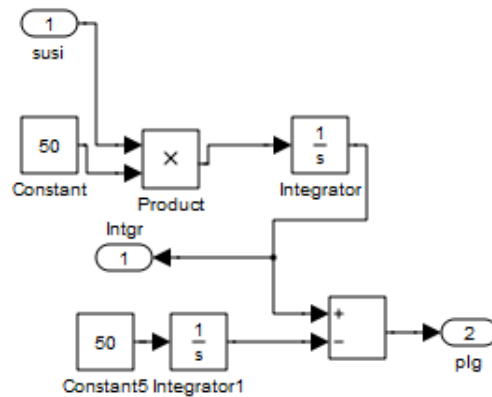 1
susi
50
Constant
×
Product
1
s
Integrator
Intgr
1
+
−
2
plg
50
Constant5
1
s
Integrator1